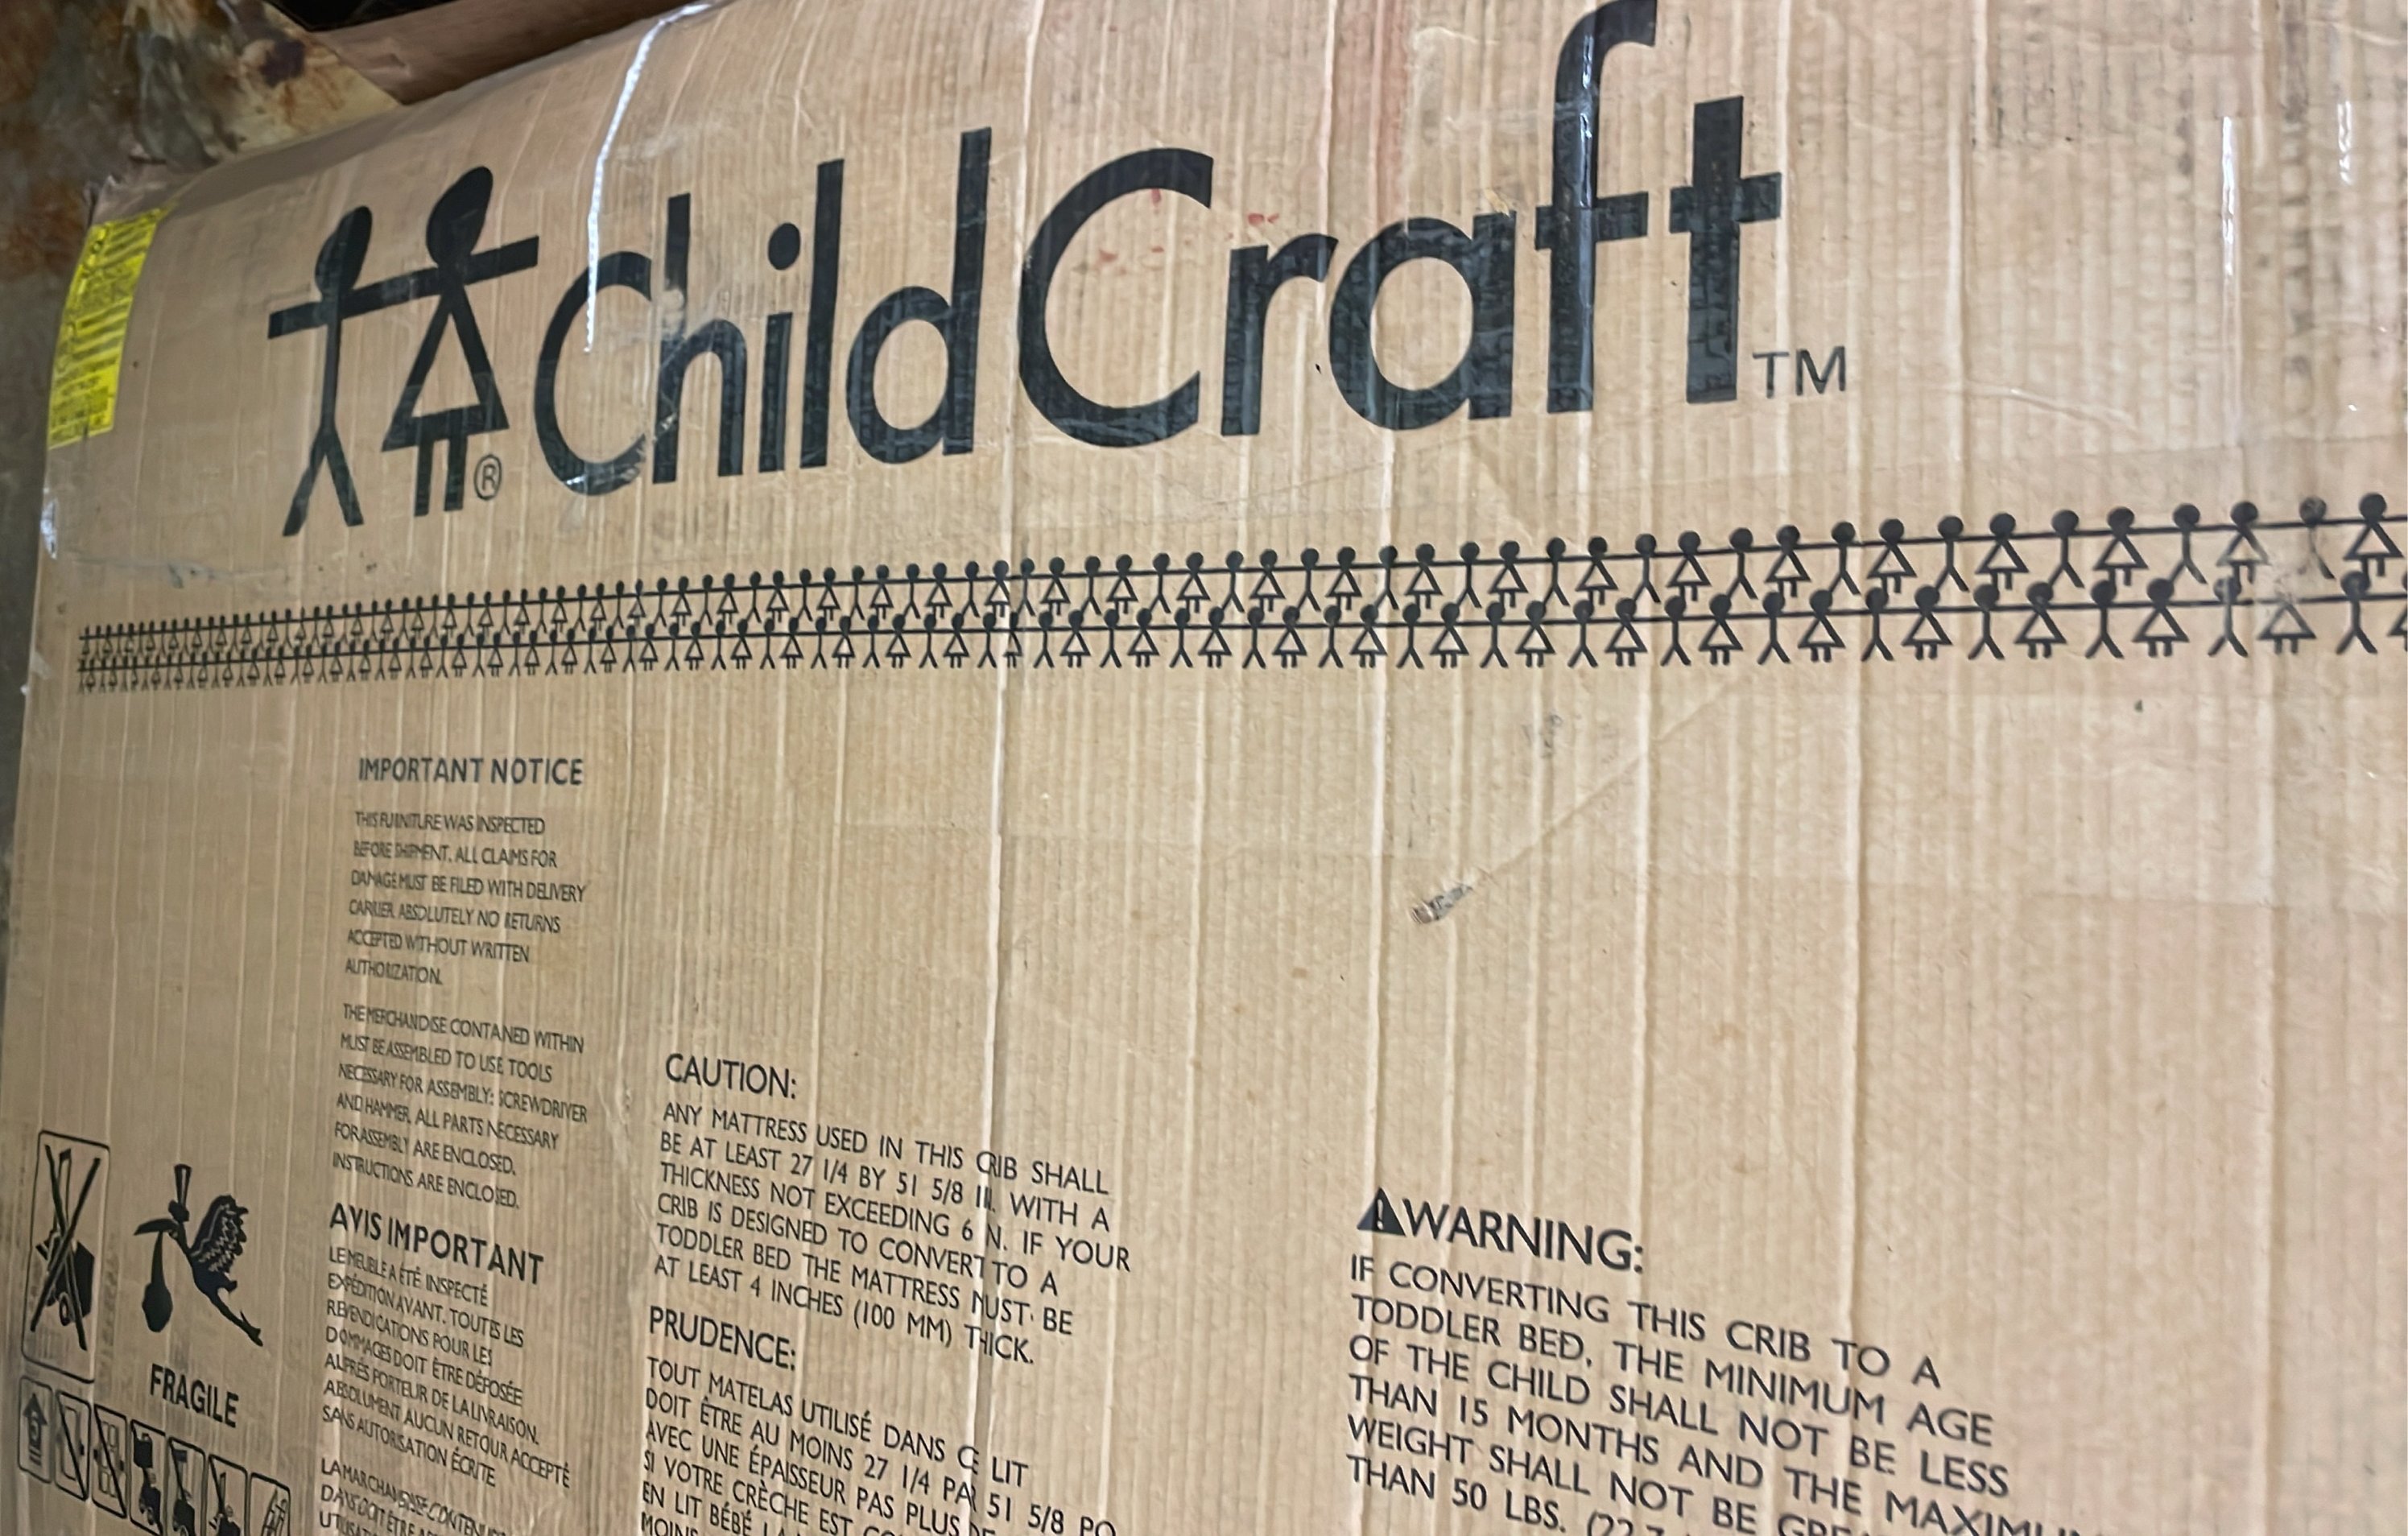 ChildCraft™
®
IMPORTANT NOTICE
THIS FURNITURE WAS INSPECTED
BEFORE SHIPMENT. ALL CLAIMS FOR
DAMAGE MUST BE FILED WITH DELIVERY
CARRIER. ABSOLUTELY NO RETURNS
ACCEPTED WITHOUT WRITTEN
AUTHORIZATION.
THE MERCHANDISE CONTAINED WITHIN
MUST BE ASSEMBLED TO USE. TOOLS
NECESSARY FOR ASSEMBLY: SCREWDRIVER
AND HAMMER. ALL PARTS NECESSARY
FOR ASSEMBLY ARE ENCLOSED.
INSTRUCTIONS ARE ENCLOSED.
AVIS IMPORTANT
LE MEUBLE A ÉTÉ INSPECTÉ
EXPÉDITION AVANT. TOUTES LES
REVENDICATIONS POUR LES
DOMMAGES DOIT ÊTRE DÉPOSÉE
AUPRÉS PORTEUR DE LA LIVRAISON.
ABSOLUMENT AUCUN RETOUR ACCEPTÉ
SANS AUTORISATION ÉCRITE.
FRAGILE
CAUTION:
ANY MATTRESS USED IN THIS CRIB SHALL
BE AT LEAST 27 1/4 BY 51 5/8 IN. WITH A
THICKNESS NOT EXCEEDING 6 IN. IF YOUR
CRIB IS DESIGNED TO CONVERT TO A
TODDLER BED THE MATTRESS MUST BE
AT LEAST 4 INCHES (100 MM) THICK.
PRUDENCE:
TOUT MATELAS UTILISÉ DANS CE LIT
DOIT ÊTRE AU MOINS 27 1/4 PAR 51 5/8 PO
AVEC UNE ÉPAISSEUR PAS PLUS DE
SI VOTRE CRÈCHE EST
EN LIT BÉBÉ
MOINS
⚠WARNING:
IF CONVERTING THIS CRIB TO A
TODDLER BED, THE MINIMUM AGE
OF THE CHILD SHALL NOT BE LESS
THAN 15 MONTHS AND THE MAXIMUM
WEIGHT SHALL NOT BE
THAN 50 LBS.